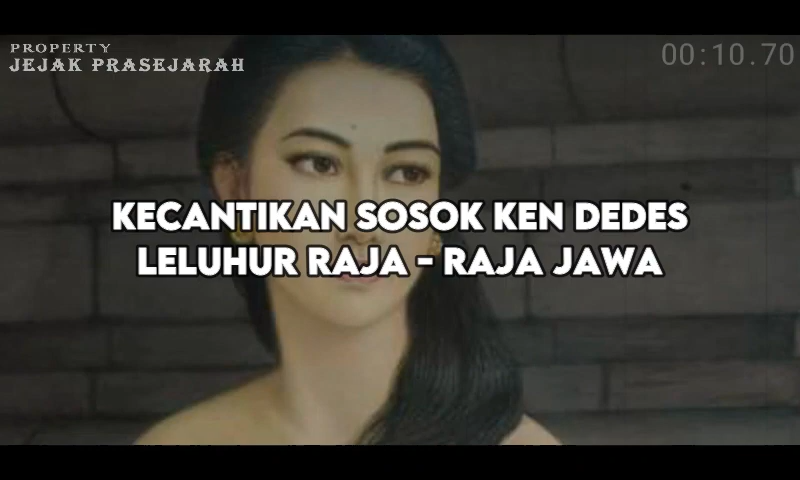 PROPERTY
JEJAK PRASEJARAH
00:10.70
KECANTIKAN SOSOK KEN DEDES
LELUHUR RAJA - RAJA JAWA